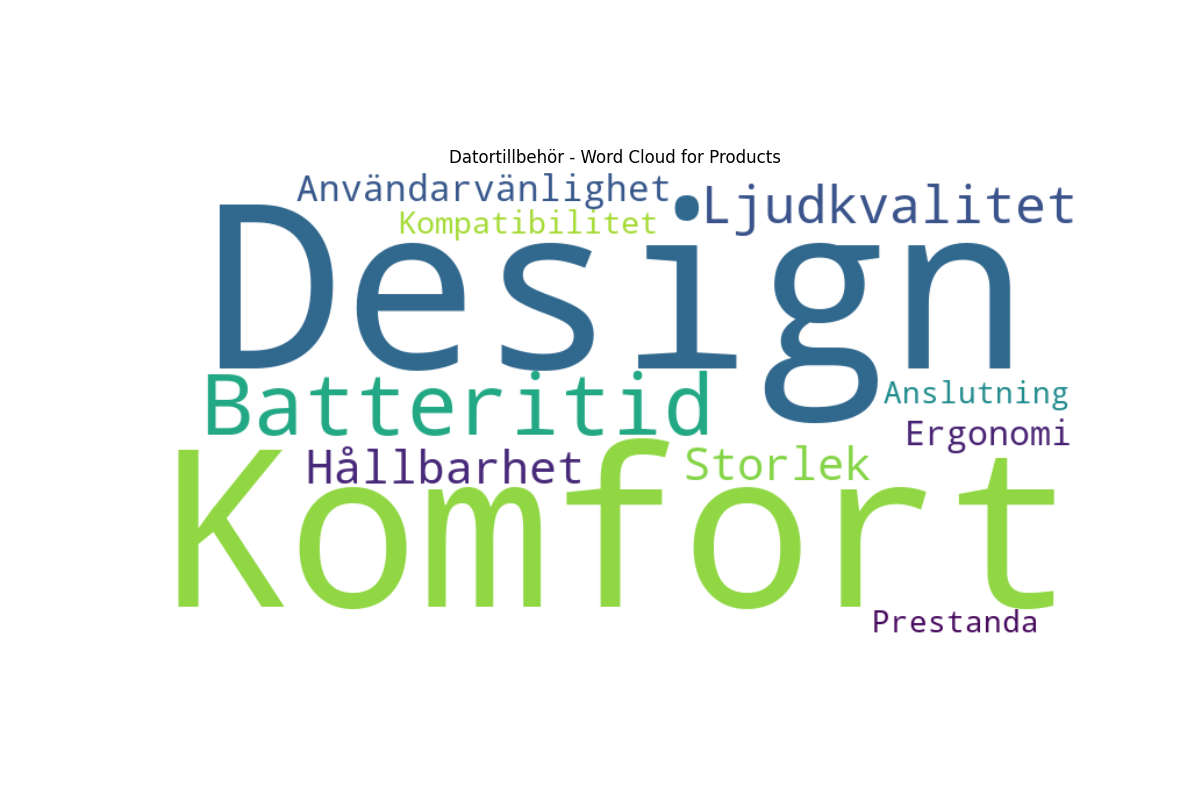 Datortillbehör - Word Cloud for Products
Användarvänlighet
Ljudkvalitet
Kompatibilitet
Design
Batteritid
Anslutning
Ergonomi
Hållbarhet
Storlek
Komfort
Prestanda